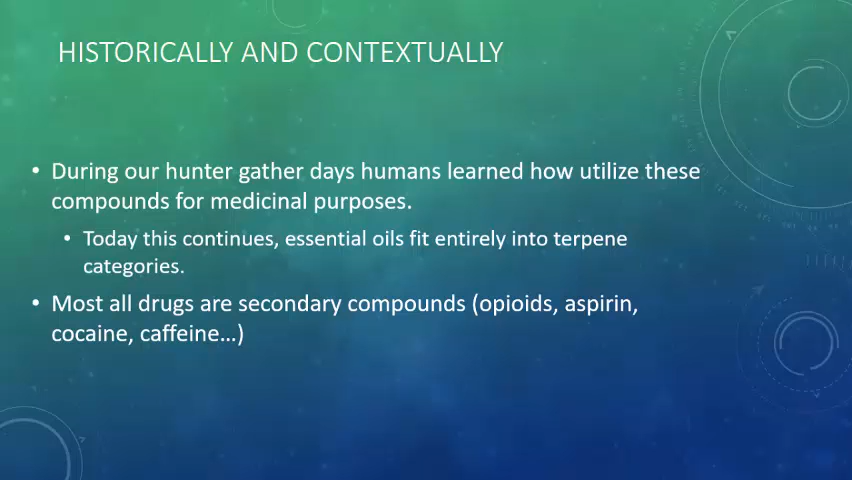 HISTORICALLY AND CONTEXTUALLY
• During our hunter gather days humans learned how utilize these
compounds for medicinal purposes.
• Today this continues, essential oils fit entirely into terpene
categories.
• Most all drugs are secondary compounds (opioids, aspirin,
cocaine, caffeine…)